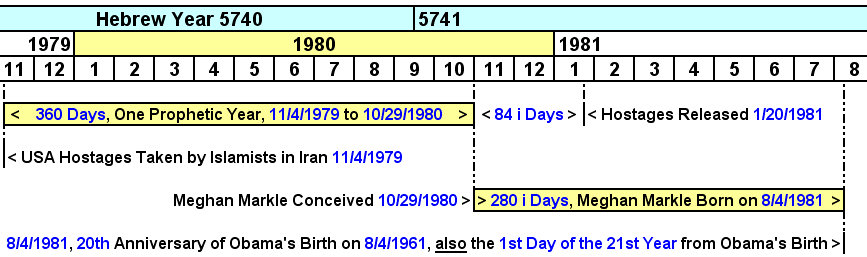 Hebrew Year 5740 5741
1979 1980 1981
11 12 1 2 3 4 5 6 7 8 9 10 11 12 1 2 3 4 5 6 7 8
< 360 Days, One Prophetic Year, 11/4/1979 to 10/29/1980 > < 84 i Days > < Hostages Released 1/20/1981
< USA Hostages Taken by Islamists in Iran 11/4/1979
Meghan Markle Conceived 10/29/1980 > > 280 i Days, Meghan Markle Born on 8/4/1981 >
8/4/1981, 20th Anniversary of Obama's Birth on 8/4/1961, also the 1st Day of the 21st Year from Obama's Birth >